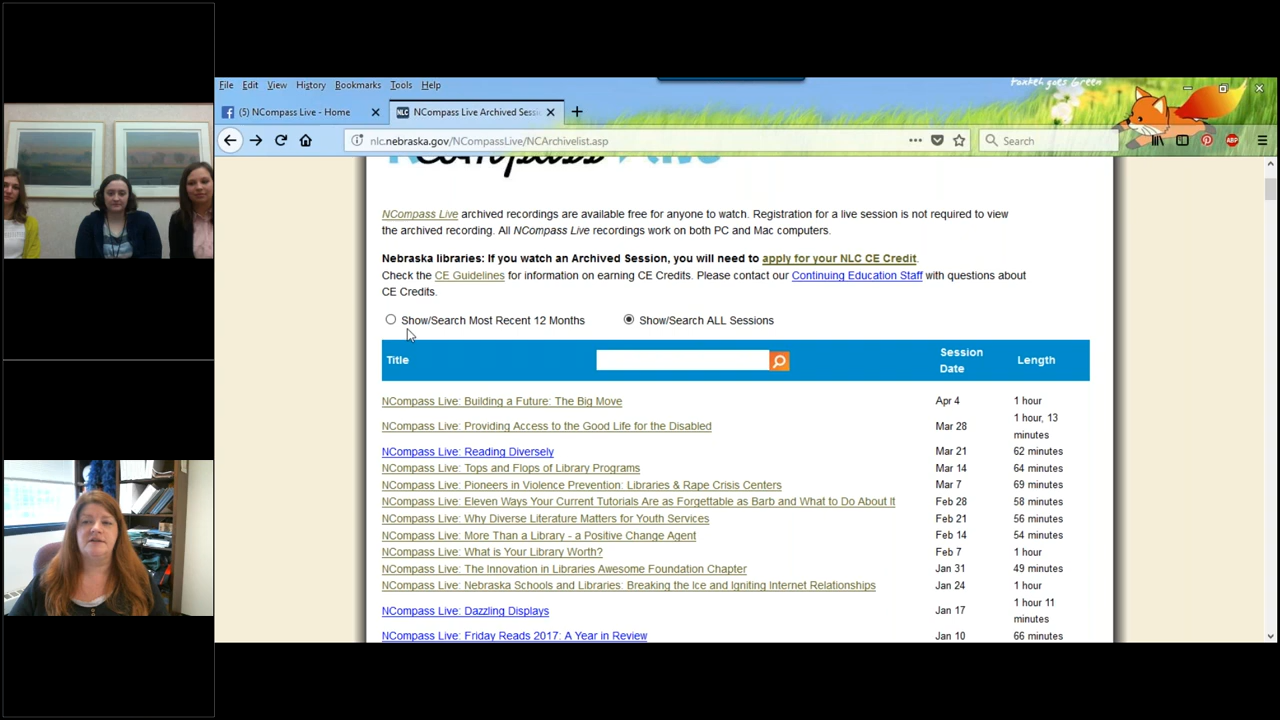 Foxkeh goes Green
File Edit View History Bookmarks Tools Help
(5) NCompass Live - Home
NLC NCompass Live Archived Sessi
nlc.nebraska.gov/NCompassLive/NCArchivelist.asp
Search
ABP
NCompass Live archived recordings are available free for anyone to watch. Registration for a live session is not required to view
the archived recording. All NCompass Live recordings work on both PC and Mac computers.
Nebraska libraries: If you watch an Archived Session, you will need to apply for your NLC CE Credit.
Check the CE Guidelines for information on earning CE Credits. Please contact our Continuing Education Staff with questions about
CE Credits.
Show/Search Most Recent 12 Months Show/Search ALL Sessions
Title Session Date Length
NCompass Live: Building a Future: The Big Move Apr 4 1 hour
NCompass Live: Providing Access to the Good Life for the Disabled Mar 28 1 hour, 13 minutes
NCompass Live: Reading Diversely Mar 21 62 minutes
NCompass Live: Tops and Flops of Library Programs Mar 14 64 minutes
NCompass Live: Pioneers in Violence Prevention: Libraries & Rape Crisis Centers Mar 7 69 minutes
NCompass Live: Eleven Ways Your Current Tutorials Are as Forgettable as Barb and What to Do About It Feb 28 58 minutes
NCompass Live: Why Diverse Literature Matters for Youth Services Feb 21 56 minutes
NCompass Live: More Than a Library - a Positive Change Agent Feb 14 54 minutes
NCompass Live: What is Your Library Worth? Feb 7 1 hour
NCompass Live: The Innovation in Libraries Awesome Foundation Chapter Jan 31 49 minutes
NCompass Live: Nebraska Schools and Libraries: Breaking the Ice and Igniting Internet Relationships Jan 24 1 hour
NCompass Live: Dazzling Displays Jan 17 1 hour 11 minutes
NCompass Live: Friday Reads 2017: A Year in Review Jan 10 66 minutes